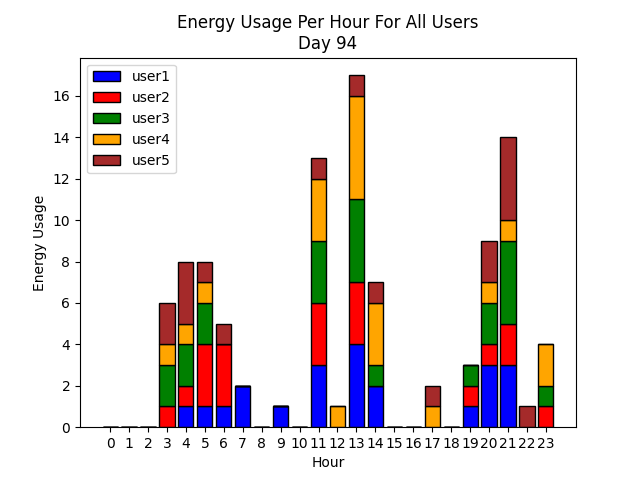 Energy Usage Per Hour For All Users
Day 94
user1
user2
user3
user4
user5
Energy Usage
16
14
12
10
8
6
4
2
0
0 1 2 3 4 5 6 7 8 9 10 11 12 13 14 15 16 17 18 19 20 21 22 23
Hour